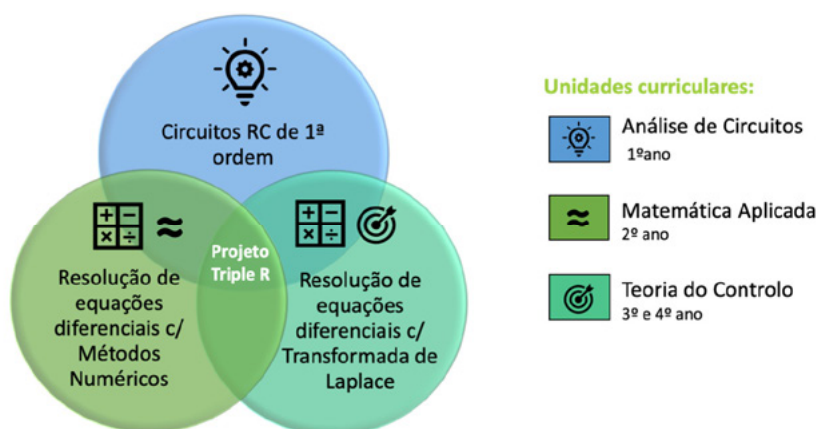 Circuitos RC de 1ª
ordem
Projeto
Triple R
Resolução de
equações
diferenciais c/
Métodos
Numéricos
Resolução de
equações
diferenciais c/
Transformada de
Laplace
Unidades curriculares:
Análise de Circuitos
1ºano
Matemática Aplicada
2º ano
Teoria do Controlo
3º e 4º ano